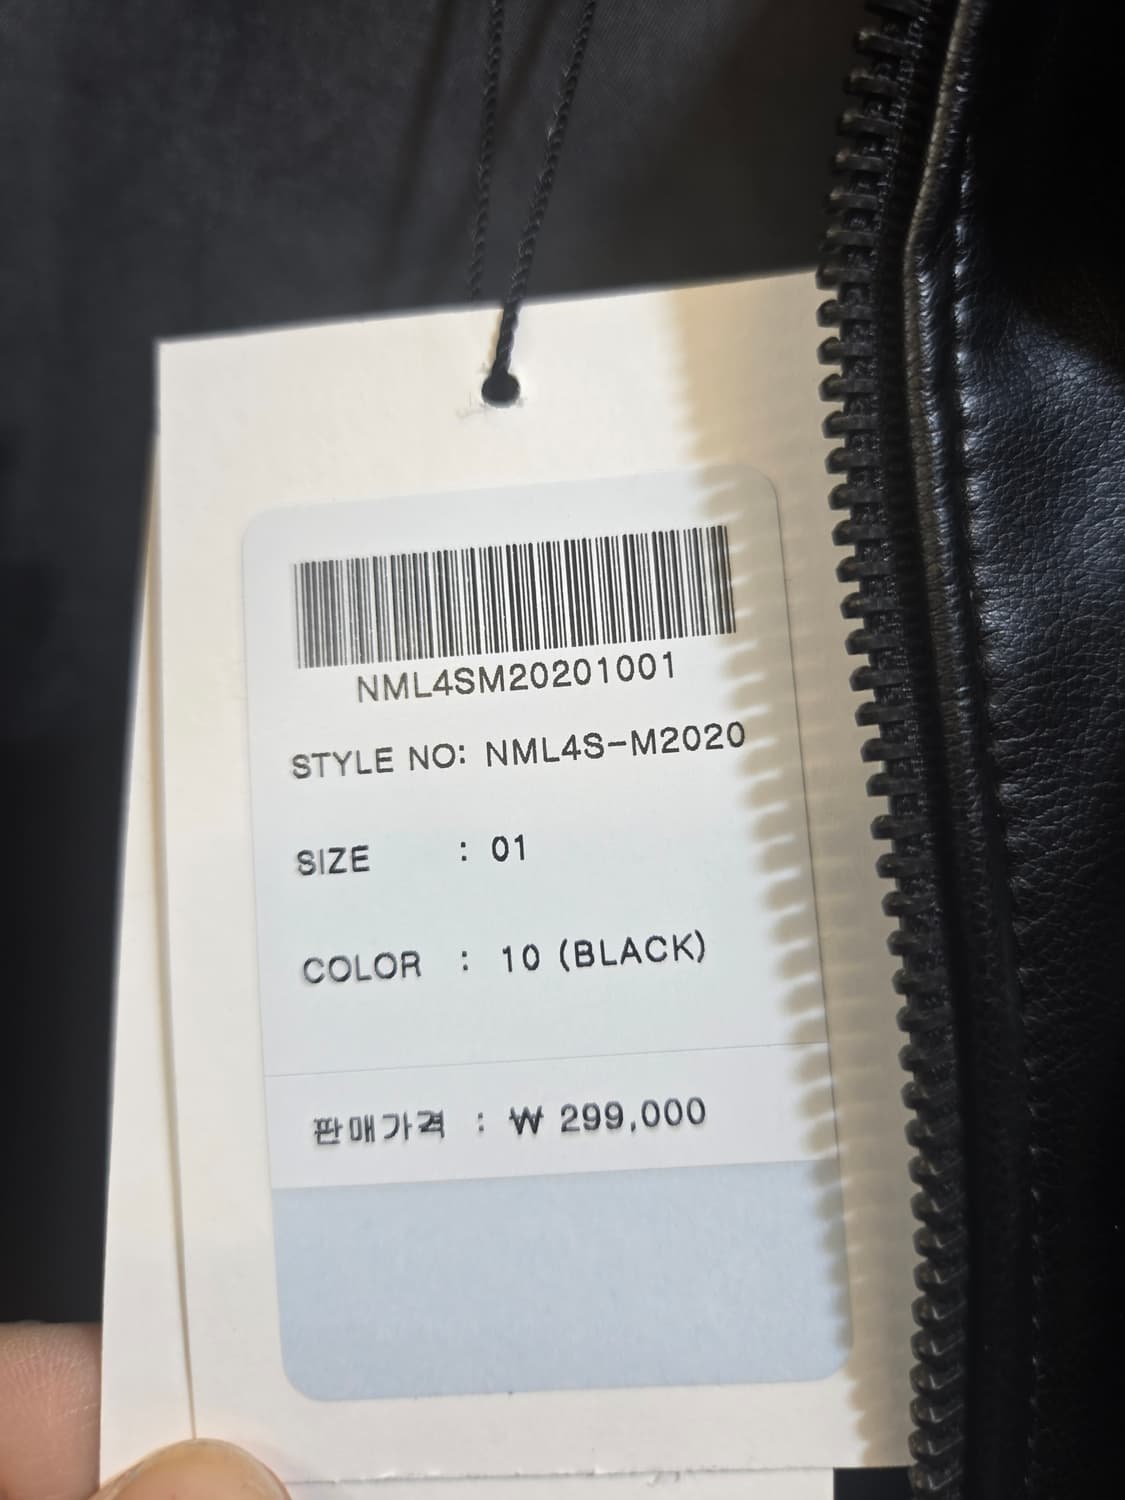 NML4SM20201001
STYLE NO: NML4S-M2020
SIZE : 01
COLOR : 10 (BLACK)
판매가격 : ₩ 299,000